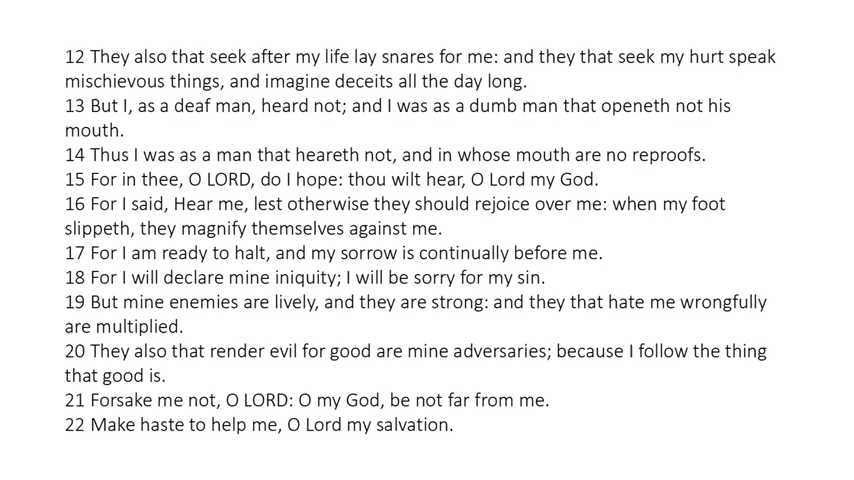 12 They also that seek after my life lay snares for me: and they that seek my hurt speak
mischievous things, and imagine deceits all the day long.
13 But I, as a deaf man, heard not; and I was as a dumb man that openeth not his
mouth.
14 Thus I was as a man that heareth not, and in whose mouth are no reproofs.
15 For in thee, O LORD, do I hope: thou wilt hear, O Lord my God.
16 For I said, Hear me, lest otherwise they should rejoice over me: when my foot
slippeth, they magnify themselves against me.
17 For I am ready to halt, and my sorrow is continually before me.
18 For I will declare mine iniquity; I will be sorry for my sin.
19 But mine enemies are lively, and they are strong: and they that hate me wrongfully
are multiplied.
20 They also that render evil for good are mine adversaries; because I follow the thing
that good is.
21 Forsake me not, O LORD: O my God, be not far from me.
22 Make haste to help me, O Lord my salvation.